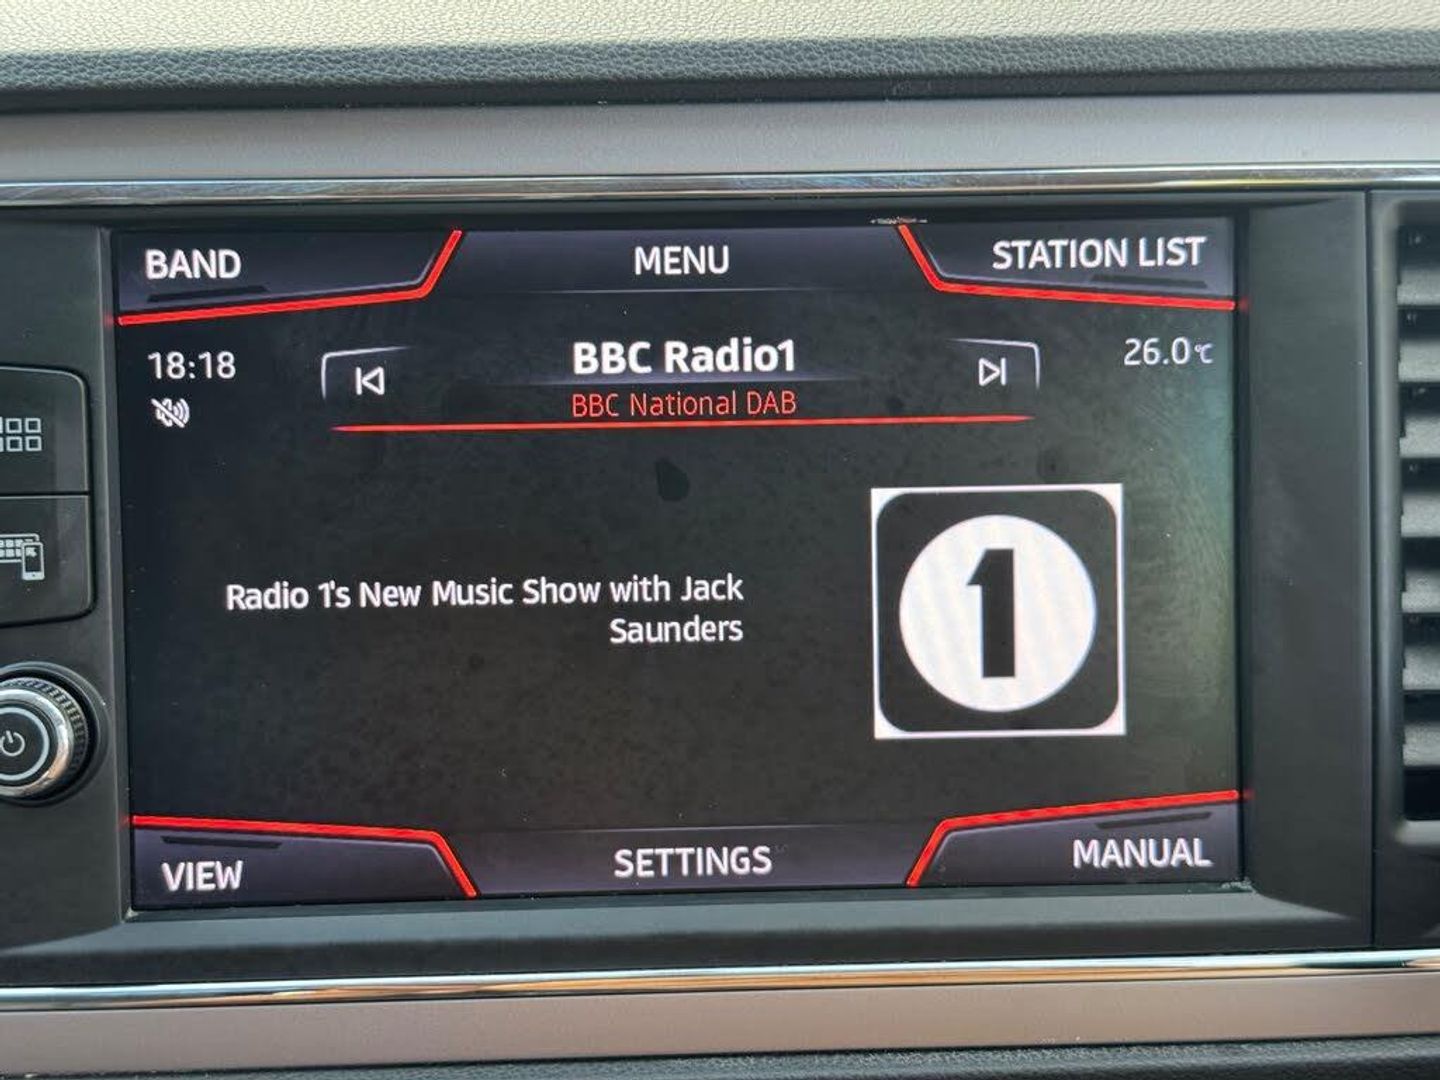 BAND
MENU
STATION LIST
18:18
BBC Radio1
26.0°C
BBC National DAB
Radio 1's New Music Show with Jack
Saunders
1
VIEW
SETTINGS
MANUAL